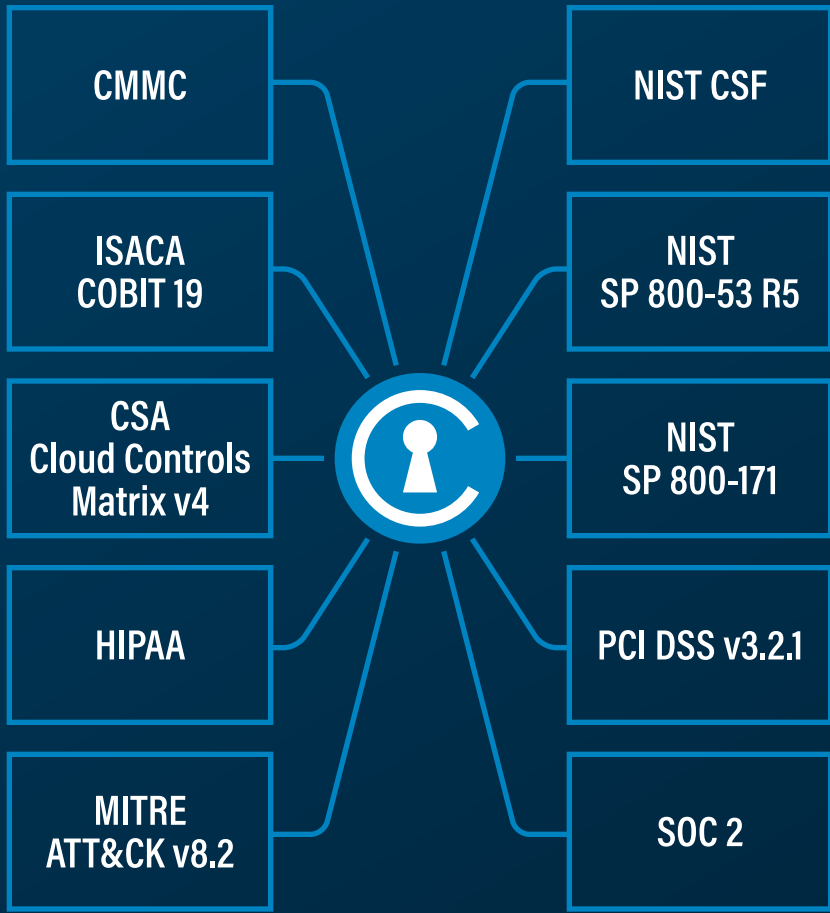 CMMC
ISACA
COBIT 19
CSA
Cloud Controls
Matrix v4
HIPAA
MITRE
ATT&CK v8.2
NIST CSF
NIST
SP 800-53 R5
NIST
SP 800-171
PCI DSS v3.2.1
SOC 2